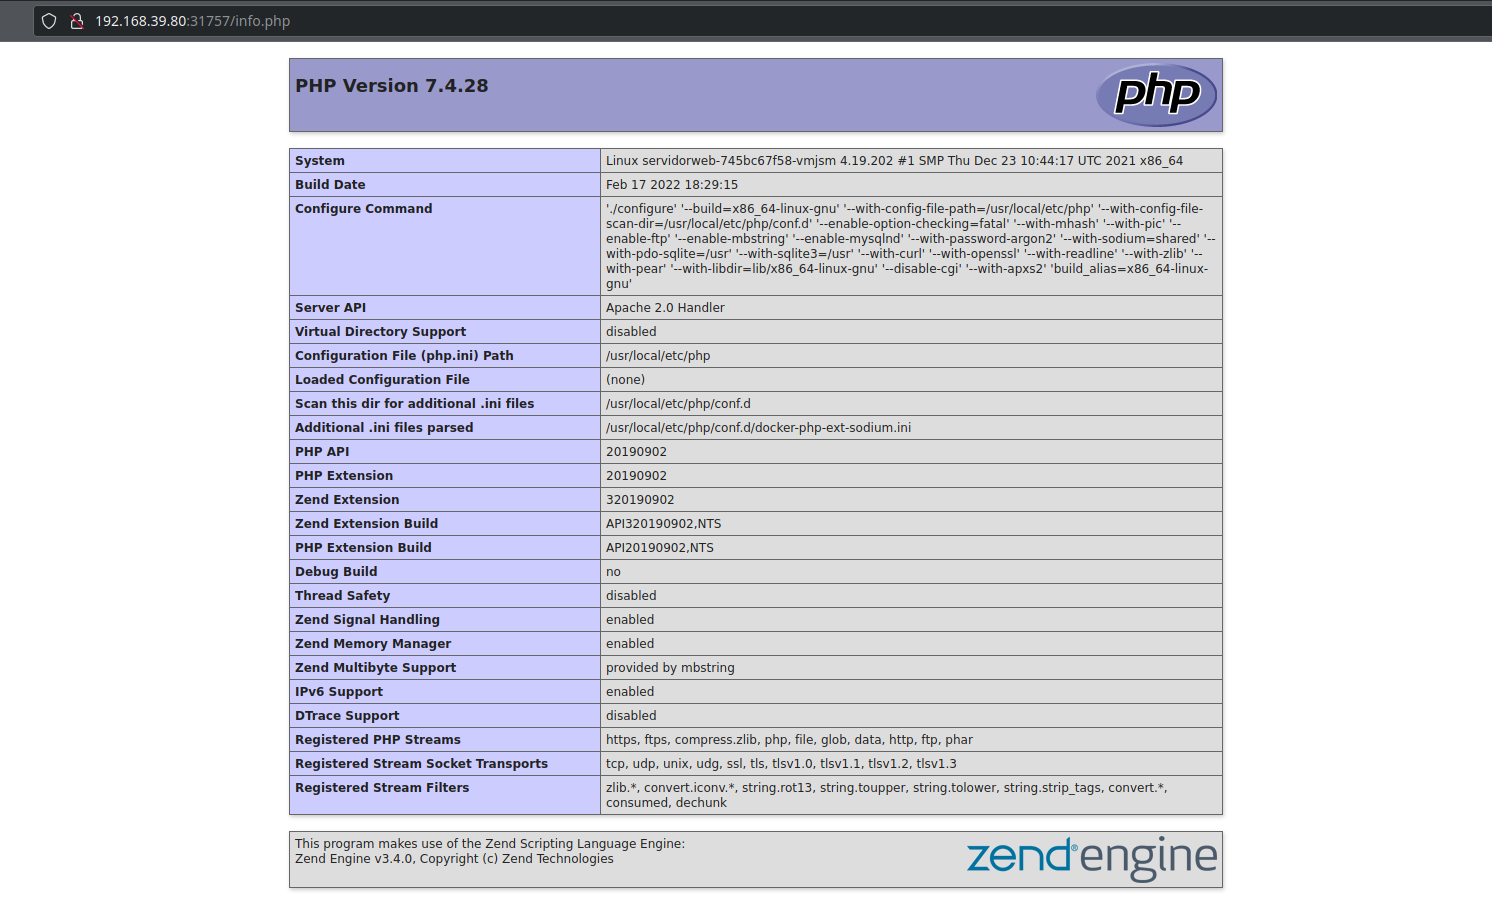 192.168.39.80:31757/info.php
PHP Version 7.4.28
php
System Linux servidorweb-745bc67f58-vmjsm 4.19.202 #1 SMP Thu Dec 23 10:44:17 UTC 2021 x86_64
Build Date Feb 17 2022 18:29:15
Configure Command './configure' '--build=x86_64-linux-gnu' '--with-config-file-path=/usr/local/etc/php' '--with-config-file-
scan-dir=/usr/local/etc/php/conf.d' '--enable-option-checking=fatal' '--with-mhash' '--with-pic' '--
enable-ftp' '--enable-mbstring' '--enable-mysqlnd' '--with-password-argon2' '--with-sodium=shared' '--
with-pdo-sqlite=/usr' '--with-sqlite3=/usr' '--with-curl' '--with-openssl' '--with-readline' '--with-zlib' '--
with-pear' '--with-libdir=lib/x86_64-linux-gnu' '--disable-cgi' '--with-apxs2' 'build_alias=x86_64-linux-
gnu'
Server API Apache 2.0 Handler
Virtual Directory Support disabled
Configuration File (php.ini) Path /usr/local/etc/php
Loaded Configuration File (none)
Scan this dir for additional .ini files /usr/local/etc/php/conf.d
Additional .ini files parsed /usr/local/etc/php/conf.d/docker-php-ext-sodium.ini
PHP API 20190902
PHP Extension 20190902
Zend Extension 320190902
Zend Extension Build API320190902,NTS
PHP Extension Build API20190902,NTS
Debug Build no
Thread Safety disabled
Zend Signal Handling enabled
Zend Memory Manager enabled
Zend Multibyte Support provided by mbstring
IPv6 Support enabled
DTrace Support disabled
Registered PHP Streams https, ftps, compress.zlib, php, file, glob, data, http, ftp, phar
Registered Stream Socket Transports tcp, udp, unix, udg, ssl, tls, tlsv1.0, tlsv1.1, tlsv1.2, tlsv1.3
Registered Stream Filters zlib.*, convert.iconv.*, string.rot13, string.toupper, string.tolower, string.strip_tags, convert.*,
consumed, dechunk
This program makes use of the Zend Scripting Language Engine:
Zend Engine v3.4.0, Copyright (c) Zend Technologies
zend®engine